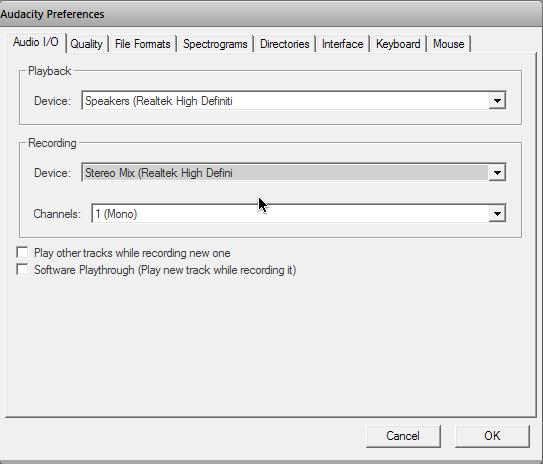 Audacity Preferences
Audio I/O Quality File Formats Spectrograms Directories Interface Keyboard Mouse
Playback
Device: Speakers (Realtek High Definiti
Recording
Device: Stereo Mix (Realtek High Defini
Channels: 1 (Mono)
Play other tracks while recording new one
Software Playthrough (Play new track while recording it)
Cancel OK